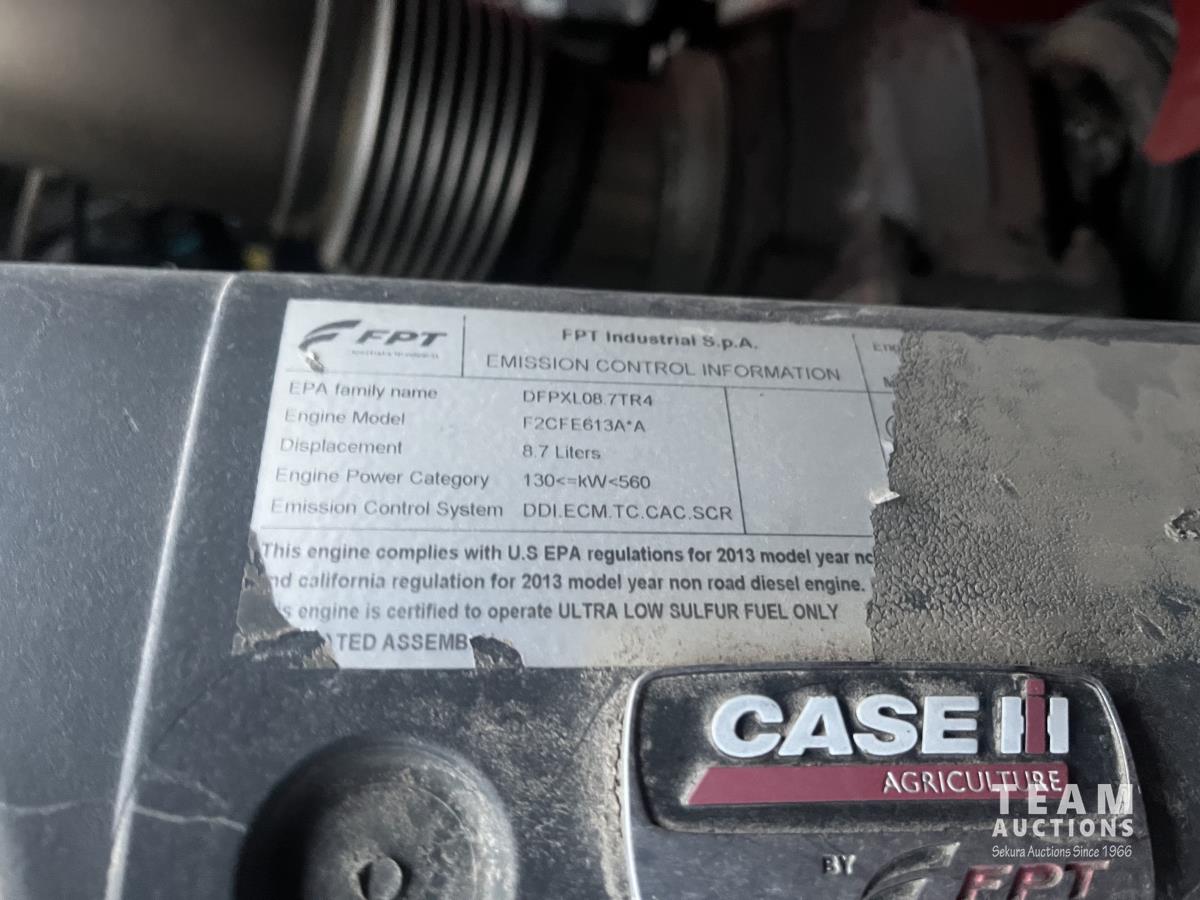 FPT
FPT Industrial S.p.A.
EMISSION CONTROL INFORMATION
EPA family name DFPXL08.7TR4
Engine Model F2CFE613A*A
Displacement 8.7 Liters
Engine Power Category 130<=kW<560
Emission Control System DDI.ECM.TC.CAC.SCR
This engine complies with U.S EPA regulations for 2013 model year
nd california regulation for 2013 model year non road diesel engine.
s engine is certified to operate ULTRA LOW SULFUR FUEL ONLY
TED ASSEMB
CASE IH
AGRICULTURE
BY
FPT
TEAM
AUCTIONS
Sekura Auctions Since 1966